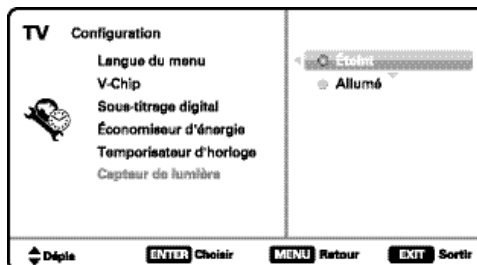 TV Configuration
Langue du menu
V-Chip
Sous-titrage digital
Économiseur d'énergie
Temporisateur d'horloge
Capteur de lumière
Éteint
Allumé
Dépla ENTER Choisir MENU Retour EXIT Sortir